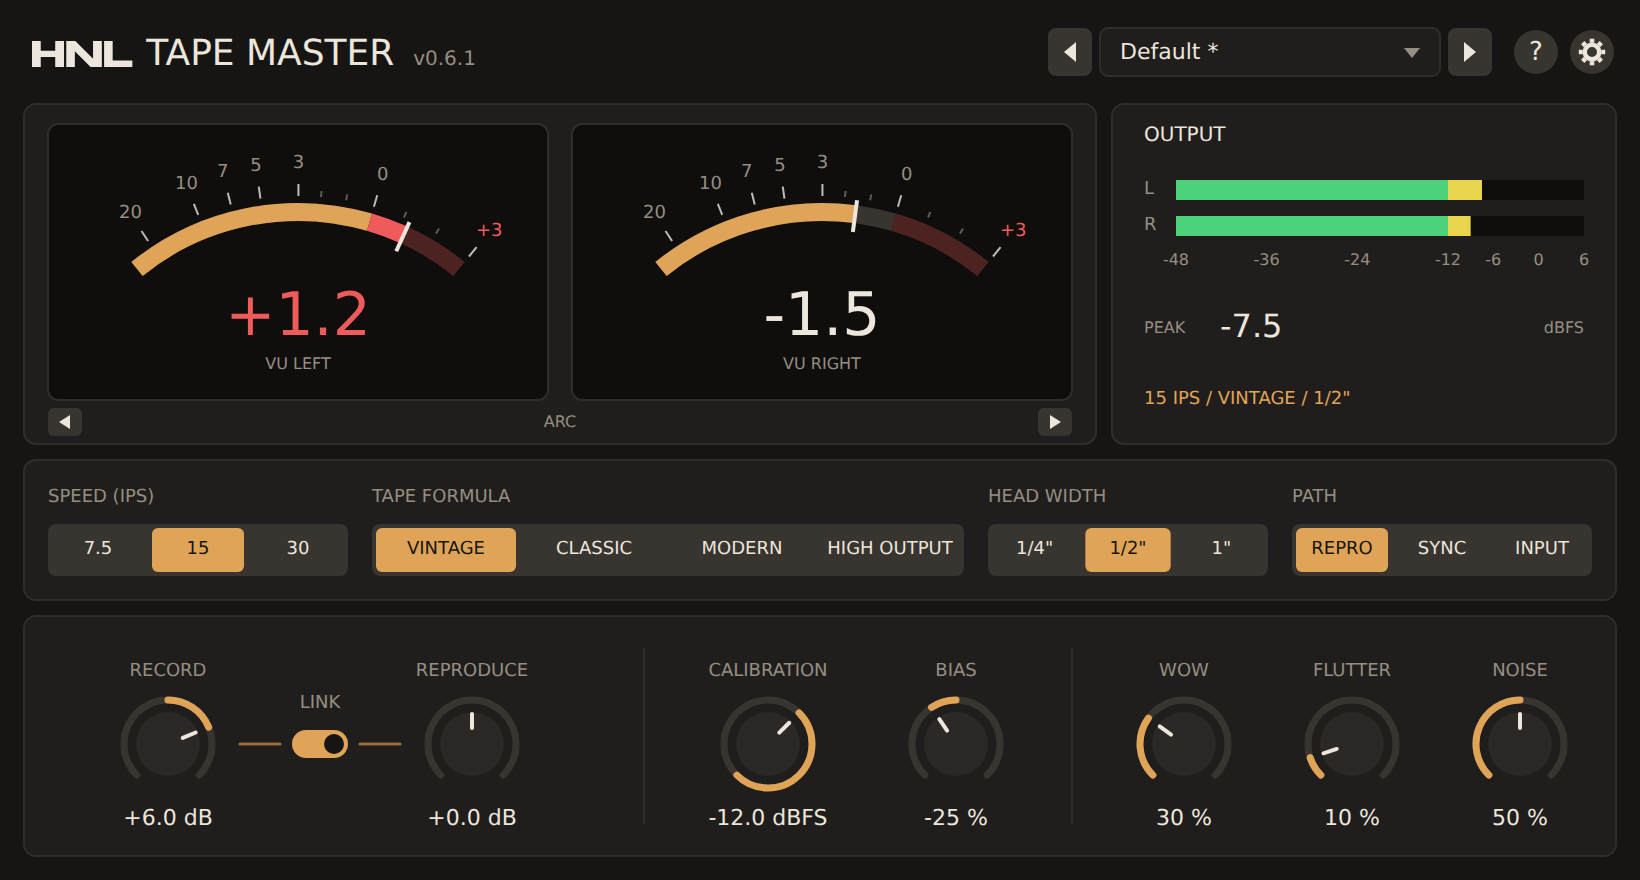 HNL TAPE MASTER v0.6.1
Default *
?
20 10 7 5 3 0 +3
+1.2
VU LEFT
20 10 7 5 3 0 +3
-1.5
VU RIGHT
ARC
OUTPUT
L
R
-48 -36 -24 -12 -6 0 6
PEAK -7.5 dBFS
15 IPS / VINTAGE / 1/2"
SPEED (IPS)
7.5 15 30
TAPE FORMULA
VINTAGE CLASSIC MODERN HIGH OUTPUT
HEAD WIDTH
1/4" 1/2" 1"
PATH
REPRO SYNC INPUT
RECORD
+6.0 dB
LINK
REPRODUCE
+0.0 dB
CALIBRATION
-12.0 dBFS
BIAS
-25 %
WOW
30 %
FLUTTER
10 %
NOISE
50 %